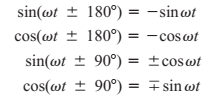 sin(ωt ± 180°) = −sin ωt
cos(ωt ± 180°) = −cos ωt
sin(ωt ± 90°) = ±cos ωt
cos(ωt ± 90°) = ∓sin ωt